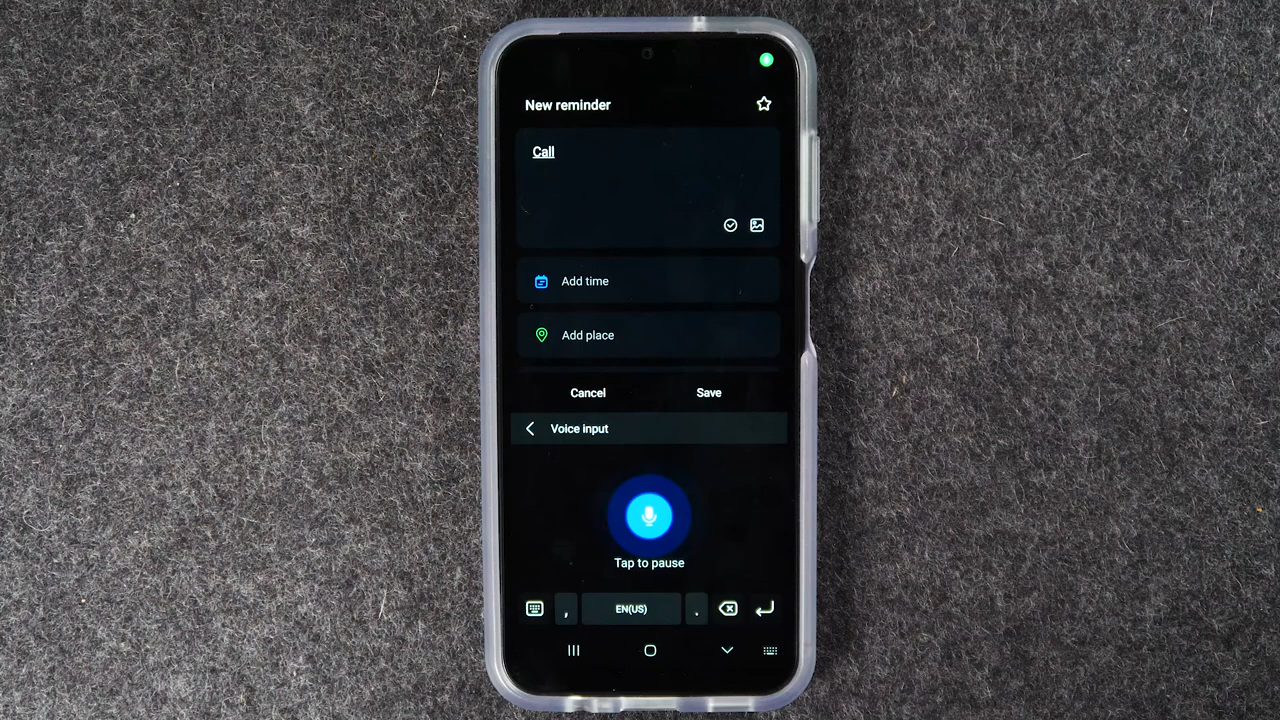 New reminder
Call
Add time
Add place
Cancel Save
Voice input
Tap to pause
, EN(US) .